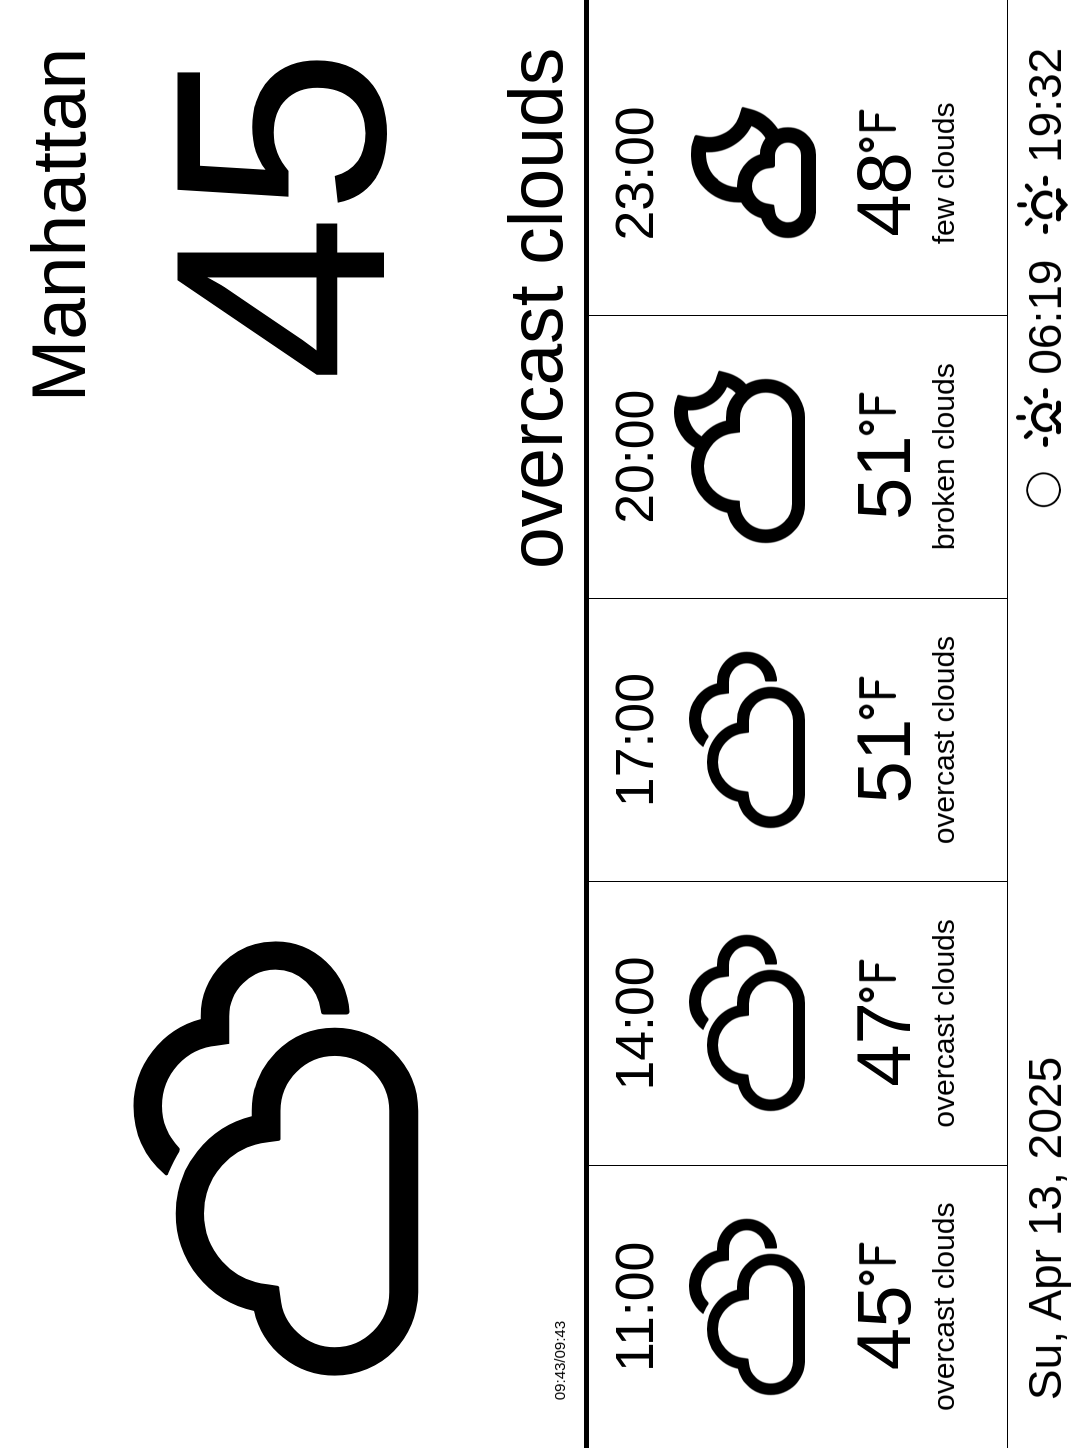 Manhattan
45
overcast clouds
09:43/09:43
11:00 14:00 17:00 20:00 23:00
45°F 47°F 51°F 51°F 48°F
overcast clouds overcast clouds overcast clouds broken clouds few clouds
Su, Apr 13, 2025 06:19 19:32